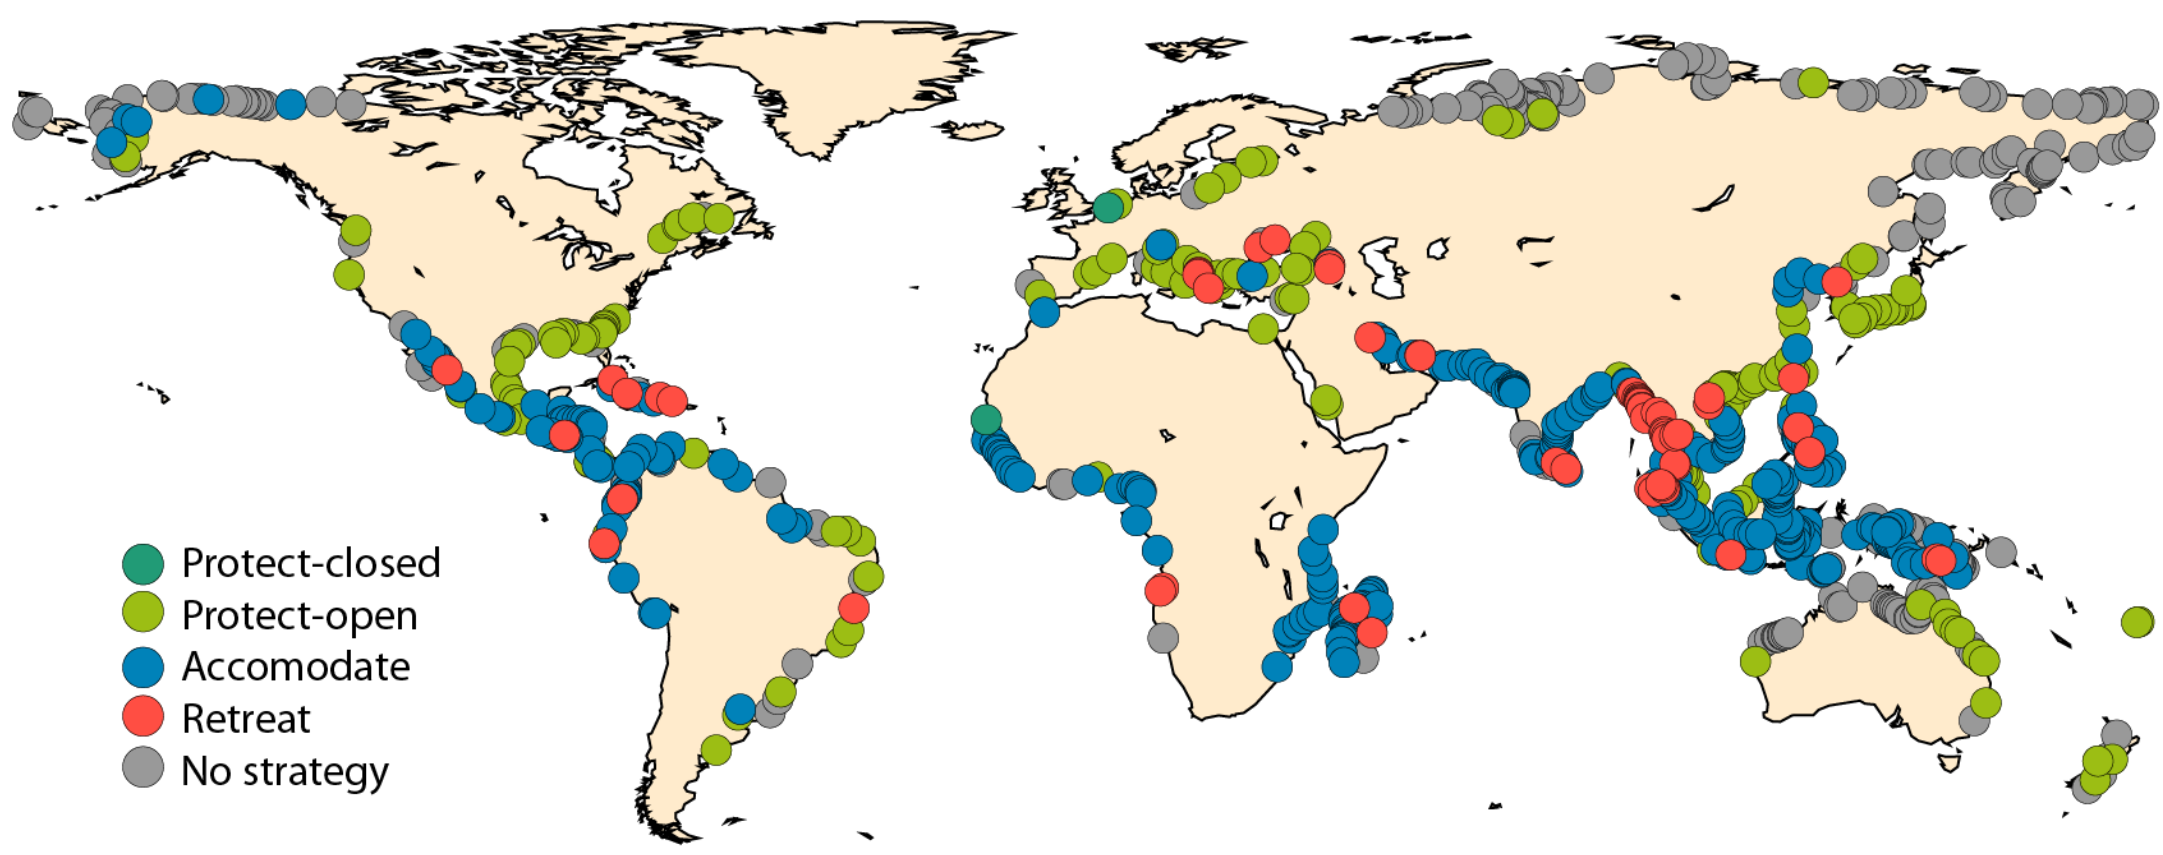 Protect-closed
Protect-open
Accomodate
Retreat
No strategy